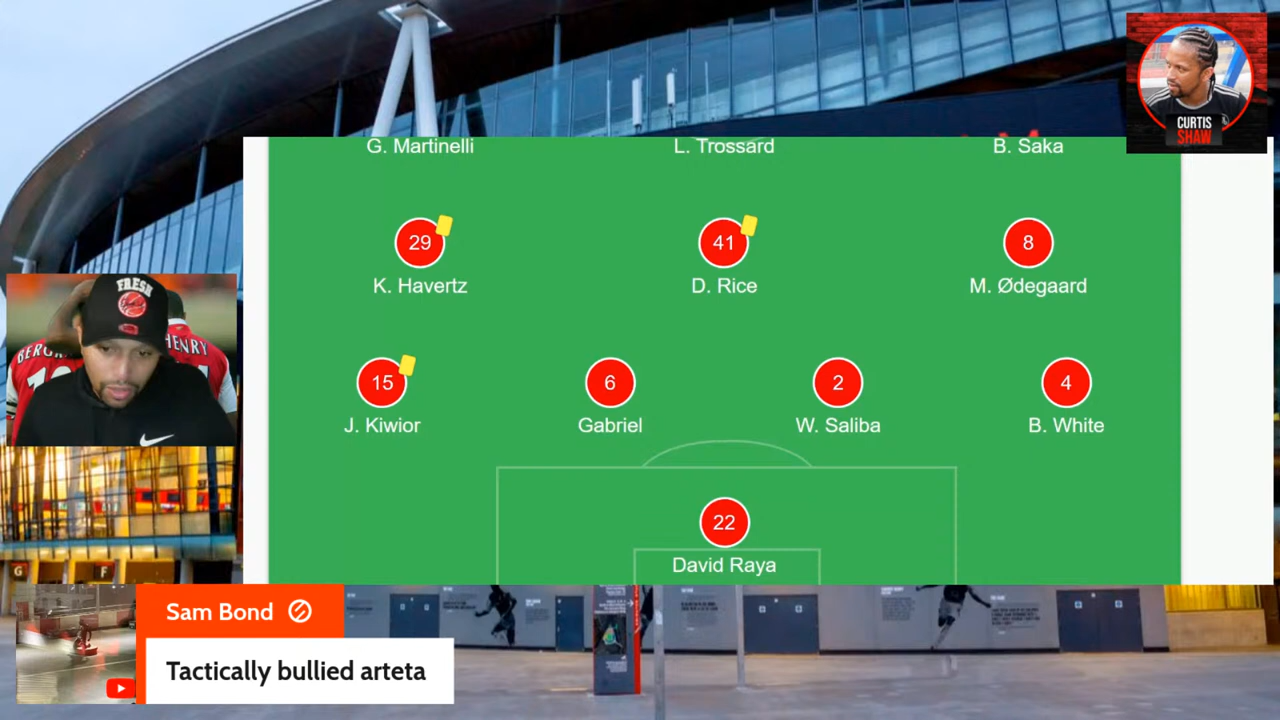 CURTIS
SHAW
G. Martinelli
L. Trossard
B. Saka
29
41
8
K. Havertz
D. Rice
M. Ødegaard
FRESH
HENRY
15
6
2
4
J. Kiwior
Gabriel
W. Saliba
B. White
22
David Raya
G
F
Sam Bond
Tactically bullied arteta